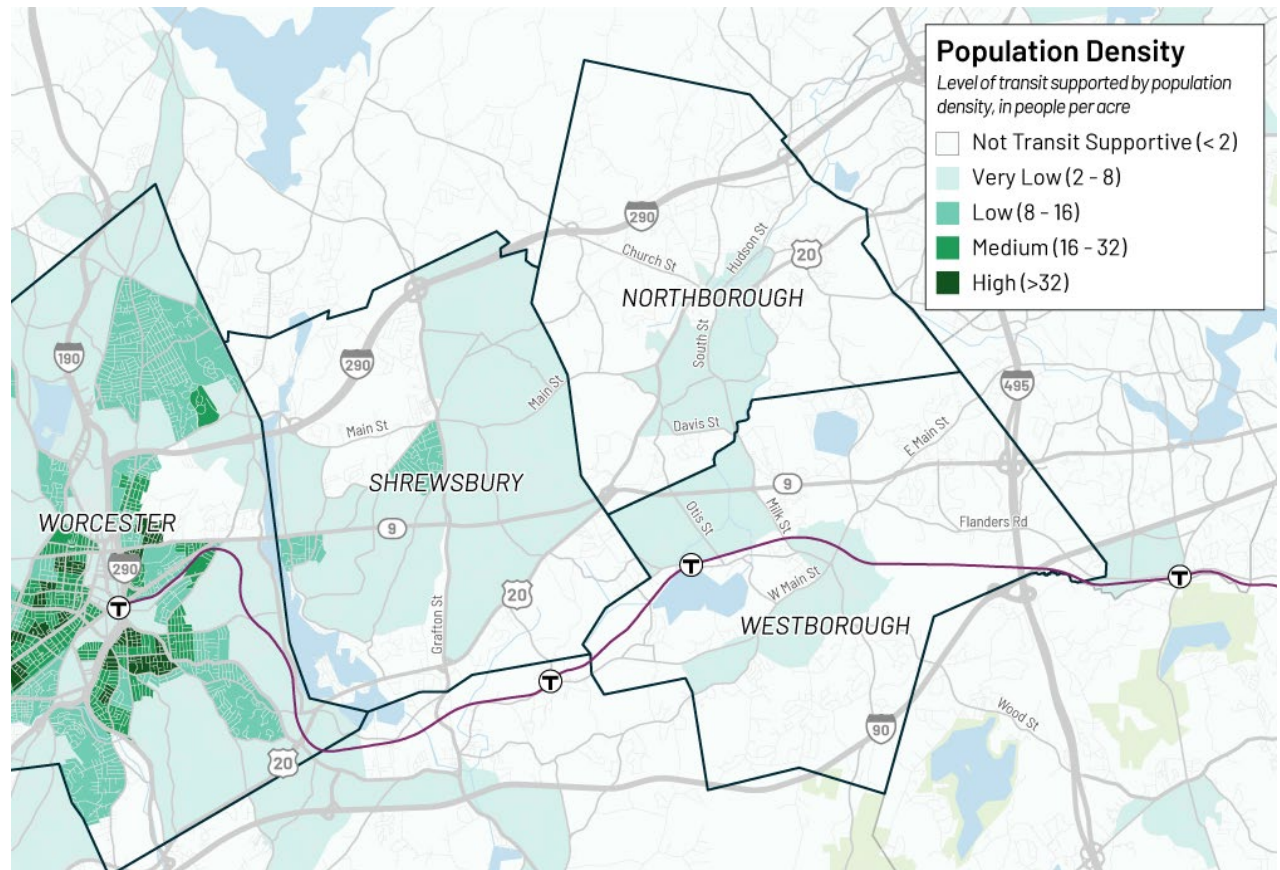 Population Density
Level of transit supported by population
density, in people per acre
Not Transit Supportive (< 2)
Very Low (2 - 8)
Low (8 - 16)
Medium (16 - 32)
High (>32)
290
Church St
Hudson St
20
NORTHBOROUGH
South St
190
290
Main St
495
Main St
Davis St
E Main St
SHREWSBURY
9
WORCESTER
9
Otis St
Milk St
Flanders Rd
290
T
T
T
20
W Main St
Grafton St
WESTBOROUGH
T
Wood St
90
20